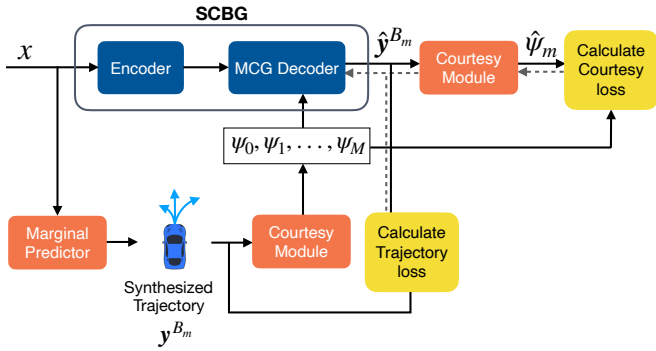 SCBG
x
Encoder
MCG Decoder
ŷ^{B_m}
Courtesy
Module
ψ̂_m
Calculate
Courtesy
loss
ψ_0, ψ_1, . . . , ψ_M
Marginal
Predictor
Synthesized
Trajectory
y^{B_m}
Courtesy
Module
Calculate
Trajectory
loss